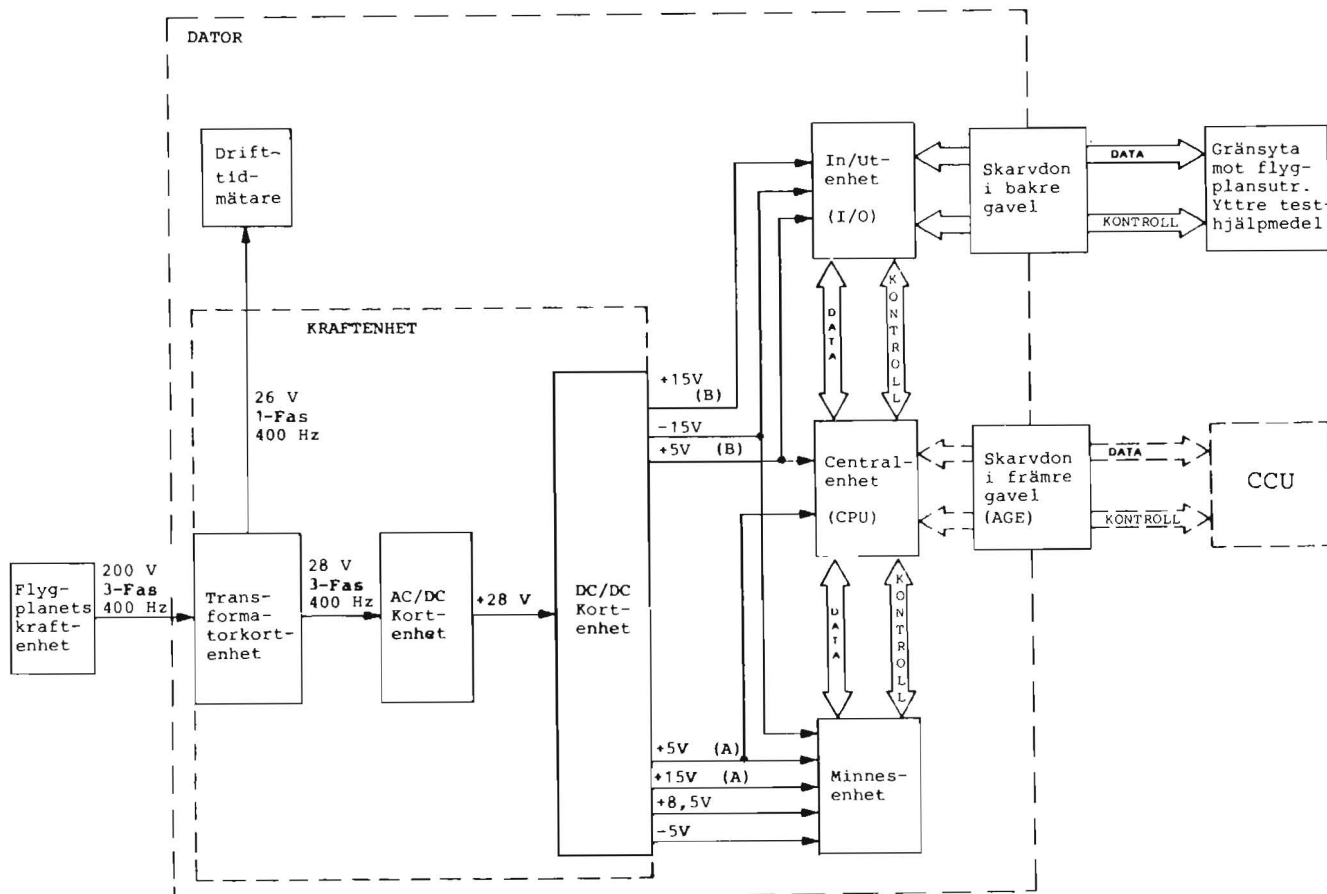 DATOR
Drift-
tid-
mätare
In/Ut-
enhet
(I/O)
Skarvdon
i bakre
gavel
DATA
KONTROLL
Gränsyta
mot flyg-
plansutr.
Yttre test-
hjälpmedel
DATA
KONTROLL
KRAFTENHET
26 V
1-Fas
400 Hz
+15V
(B)
-15V
+5V (B)
Central-
enhet
(CPU)
Skarvdon
i främre
gavel
(AGE)
DATA
KONTROLL
CCU
Flyg-
planets
kraft-
enhet
200 V
3-Fas
400 Hz
Trans-
forma-
torkort-
enhet
28 V
3-Fas
400 Hz
AC/DC
Kort-
enhet
+28 V
DC/DC
Kort-
enhet
DATA
KONTROLL
+5V (A)
+15V (A)
+8,5V
-5V
Minnes-
enhet